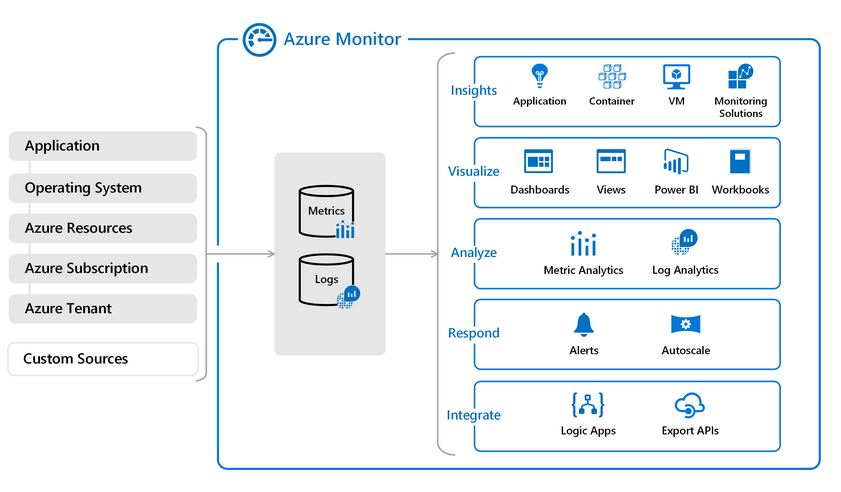 Azure Monitor
Application
Operating System
Azure Resources
Azure Subscription
Azure Tenant
Custom Sources
Metrics
Logs
Insights
Application
Container
VM
Monitoring
Solutions
Visualize
Dashboards
Views
Power BI
Workbooks
Analyze
Metric Analytics
Log Analytics
Respond
Alerts
Autoscale
Integrate
Logic Apps
Export APIs